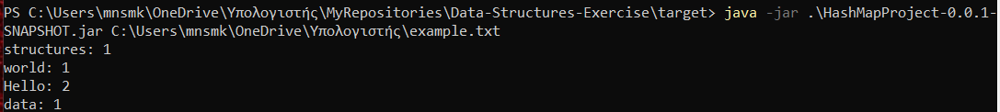 PS C:\Users\mnsmk\OneDrive\Υπολογιστής\MyRepositories\Data-Structures-Exercise\target> java -jar .\HashMapProject-0.0.1-
SNAPSHOT.jar C:\Users\mnsmk\OneDrive\Υπολογιστής\example.txt
structures: 1
world: 1
Hello: 2
data: 1